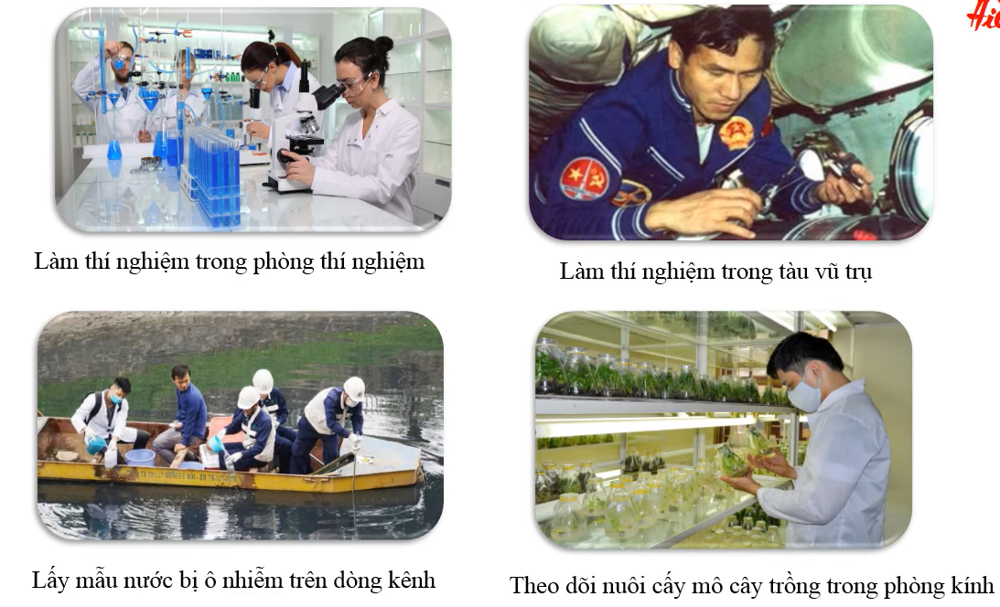 Làm thí nghiệm trong phòng thí nghiệm
Làm thí nghiệm trong tàu vũ trụ
Lấy mẫu nước bị ô nhiễm trên dòng kênh
Theo dõi nuôi cấy mô cây trồng trong phòng kính